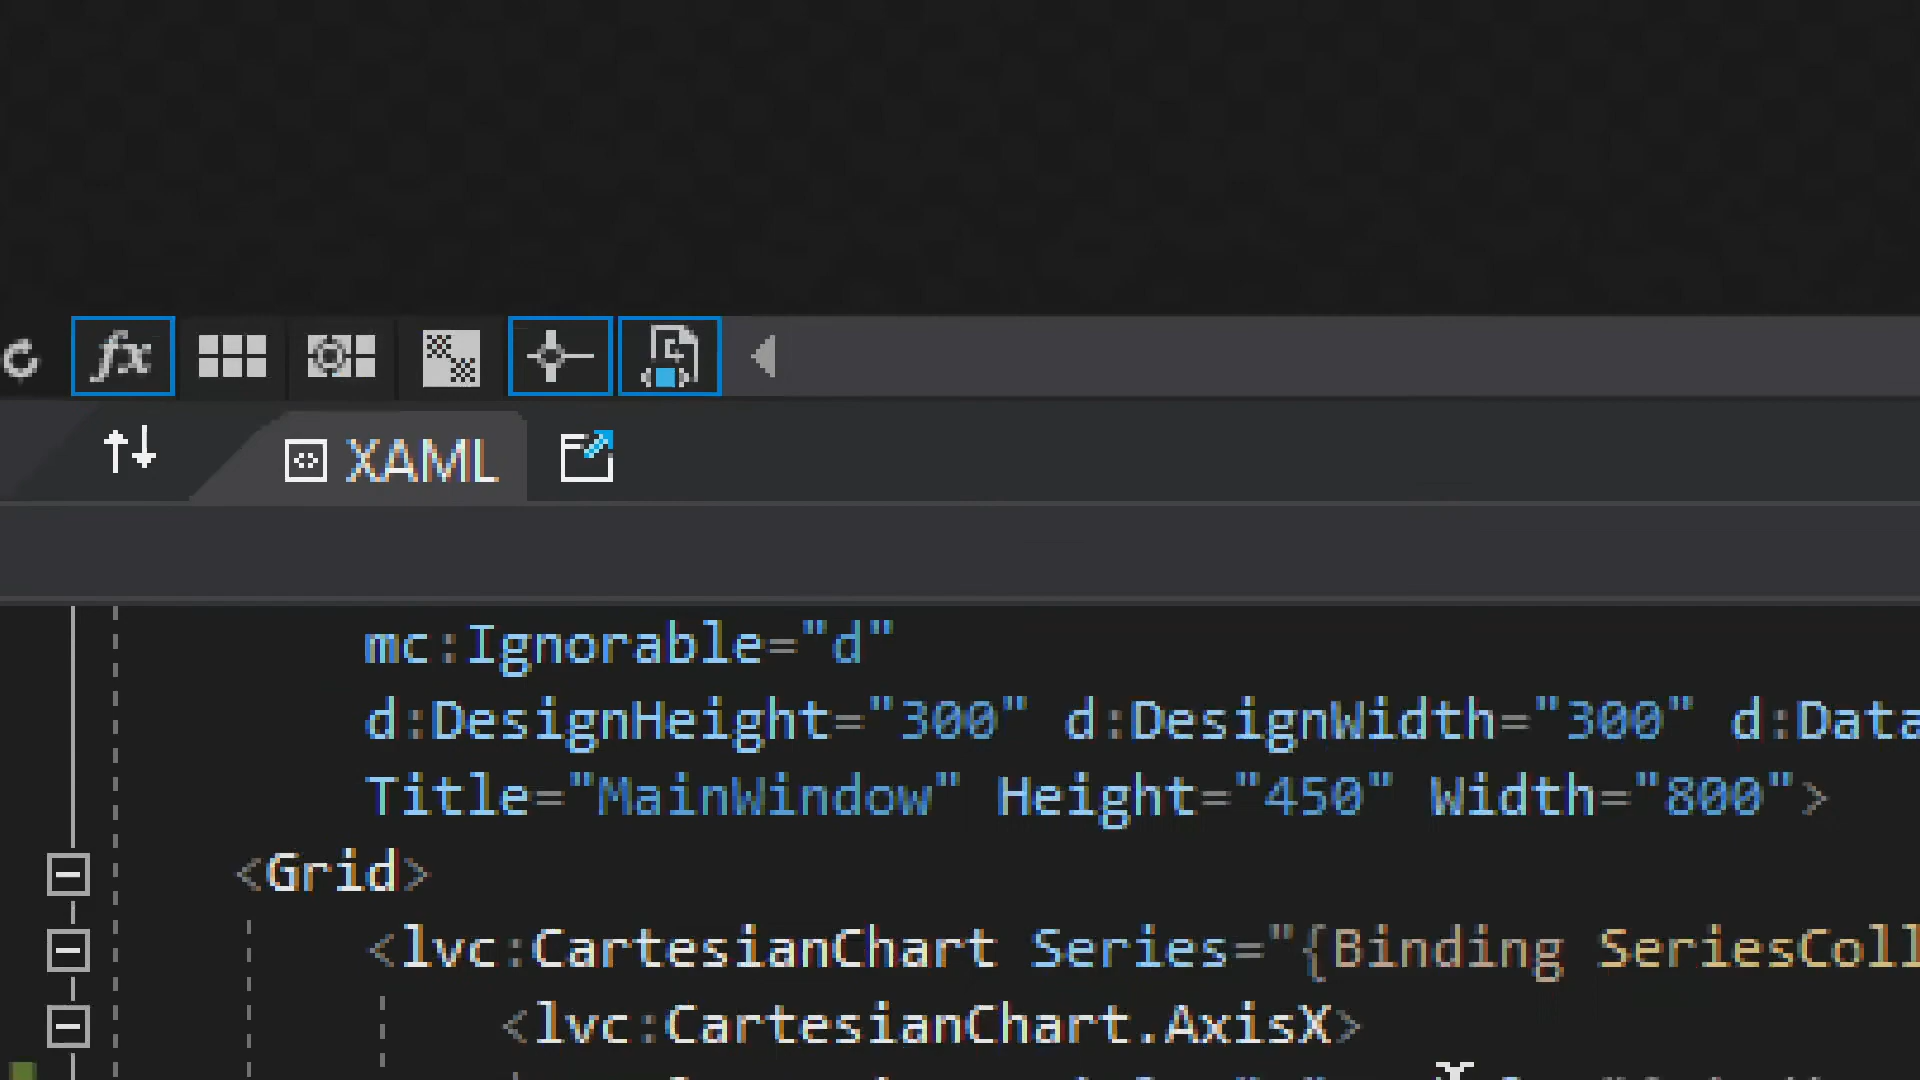 fx
XAML
mc:Ignorable="d"
d:DesignHeight="300" d:DesignWidth="300" d:Data
Title="MainWindow" Height="450" Width="800">
<Grid>
<lvc:CartesianChart Series="{Binding SeriesColl
<lvc:CartesianChart.AxisX>